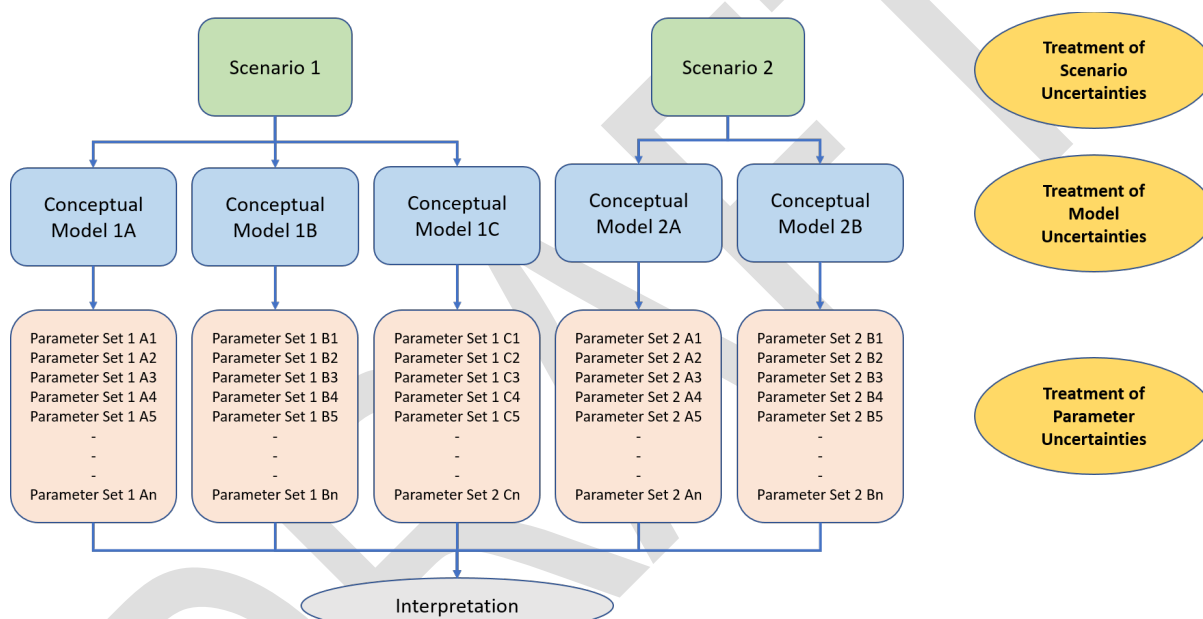 Scenario 1
Scenario 2
Treatment of
Scenario
Uncertainties
Conceptual
Model 1A
Conceptual
Model 1B
Conceptual
Model 1C
Conceptual
Model 2A
Conceptual
Model 2B
Treatment of
Model
Uncertainties
Parameter Set 1 A1
Parameter Set 1 A2
Parameter Set 1 A3
Parameter Set 1 A4
Parameter Set 1 A5
-
-
-
Parameter Set 1 An
Parameter Set 1 B1
Parameter Set 1 B2
Parameter Set 1 B3
Parameter Set 1 B4
Parameter Set 1 B5
-
-
-
Parameter Set 1 Bn
Parameter Set 1 C1
Parameter Set 1 C2
Parameter Set 1 C3
Parameter Set 1 C4
Parameter Set 1 C5
-
-
-
Parameter Set 2 Cn
Parameter Set 2 A1
Parameter Set 2 A2
Parameter Set 2 A3
Parameter Set 2 A4
Parameter Set 2 A5
-
-
-
Parameter Set 2 An
Parameter Set 2 B1
Parameter Set 2 B2
Parameter Set 2 B3
Parameter Set 2 B4
Parameter Set 2 B5
-
-
-
Parameter Set 2 Bn
Treatment of
Parameter
Uncertainties
Interpretation
DRAFT